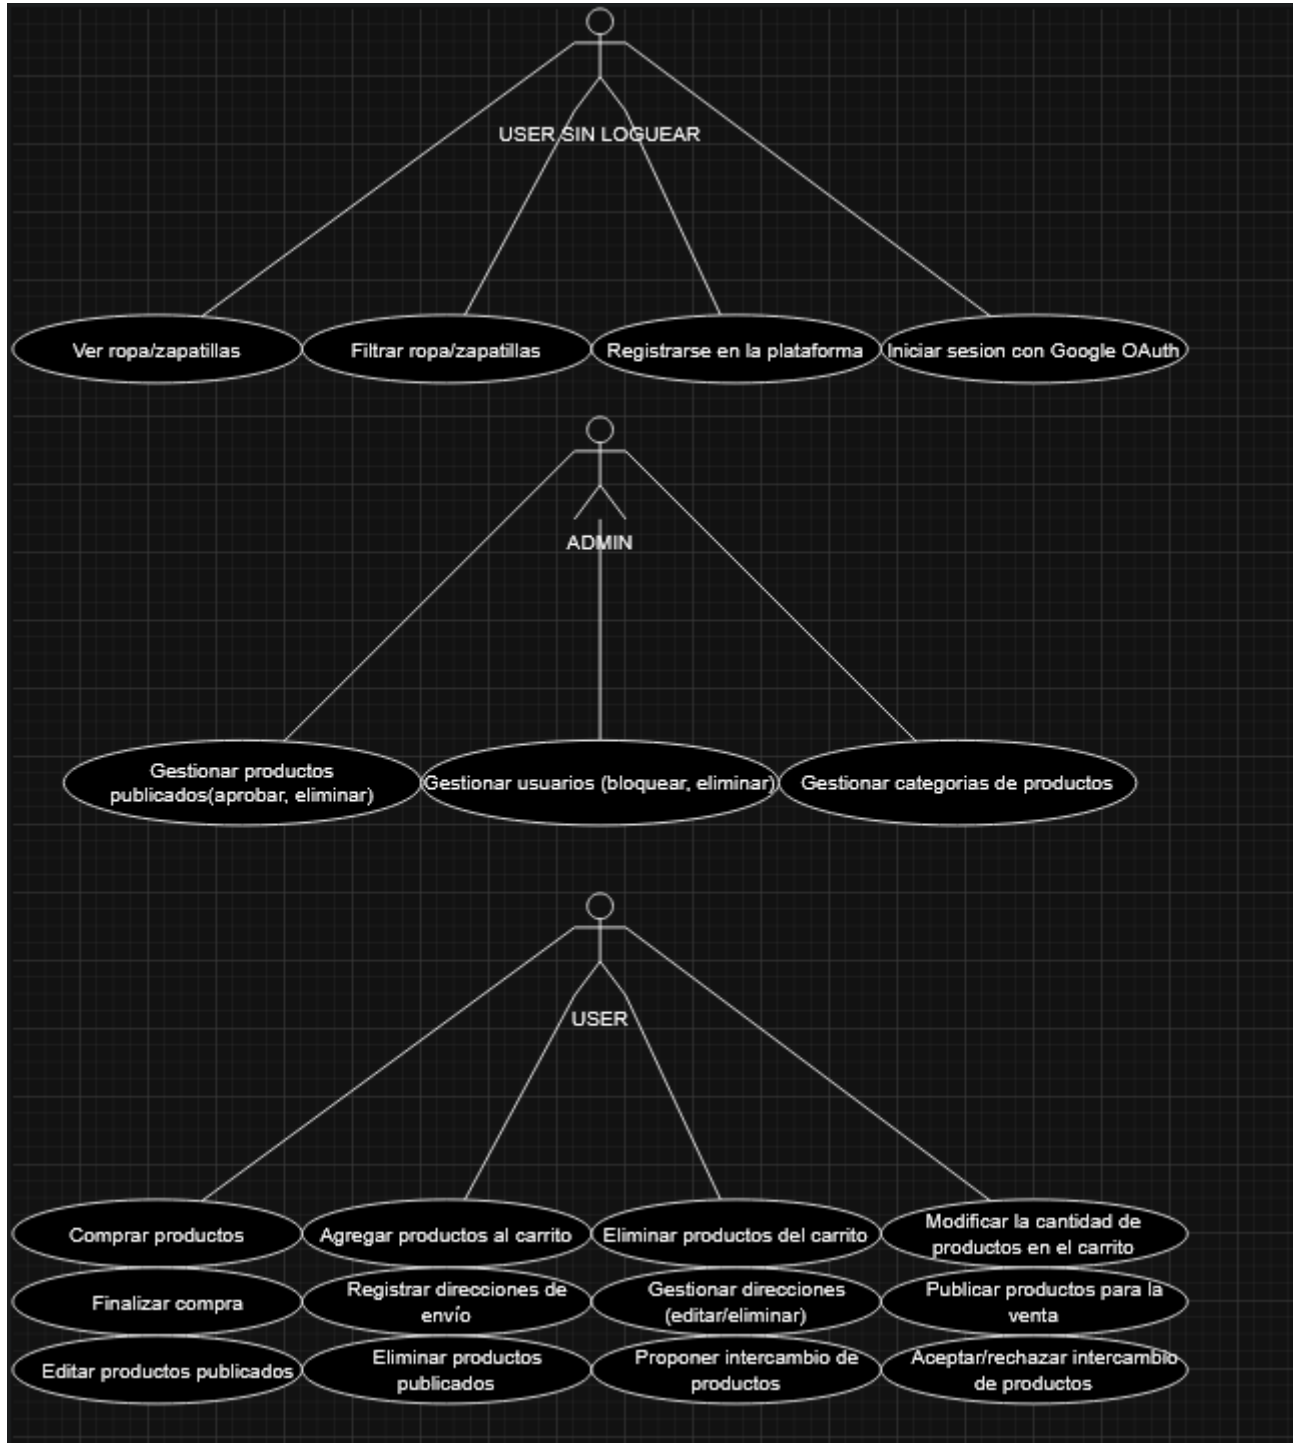 USER SIN LOGUEAR
Ver ropa/zapatillas
Filtrar ropa/zapatillas
Registrarse en la plataforma
Iniciar sesion con Google OAuth
ADMIN
Gestionar productos
publicados(aprobar, eliminar)
Gestionar usuarios (bloquear, eliminar)
Gestionar categorias de productos
USER
Comprar productos
Agregar productos al carrito
Eliminar productos del carrito
Modificar la cantidad de
productos en el carrito
Finalizar compra
Registrar direcciones de
envío
Gestionar direcciones
(editar/eliminar)
Publicar productos para la
venta
Editar productos publicados
Eliminar productos
publicados
Proponer intercambio de
productos
Aceptar/rechazar intercambio
de productos